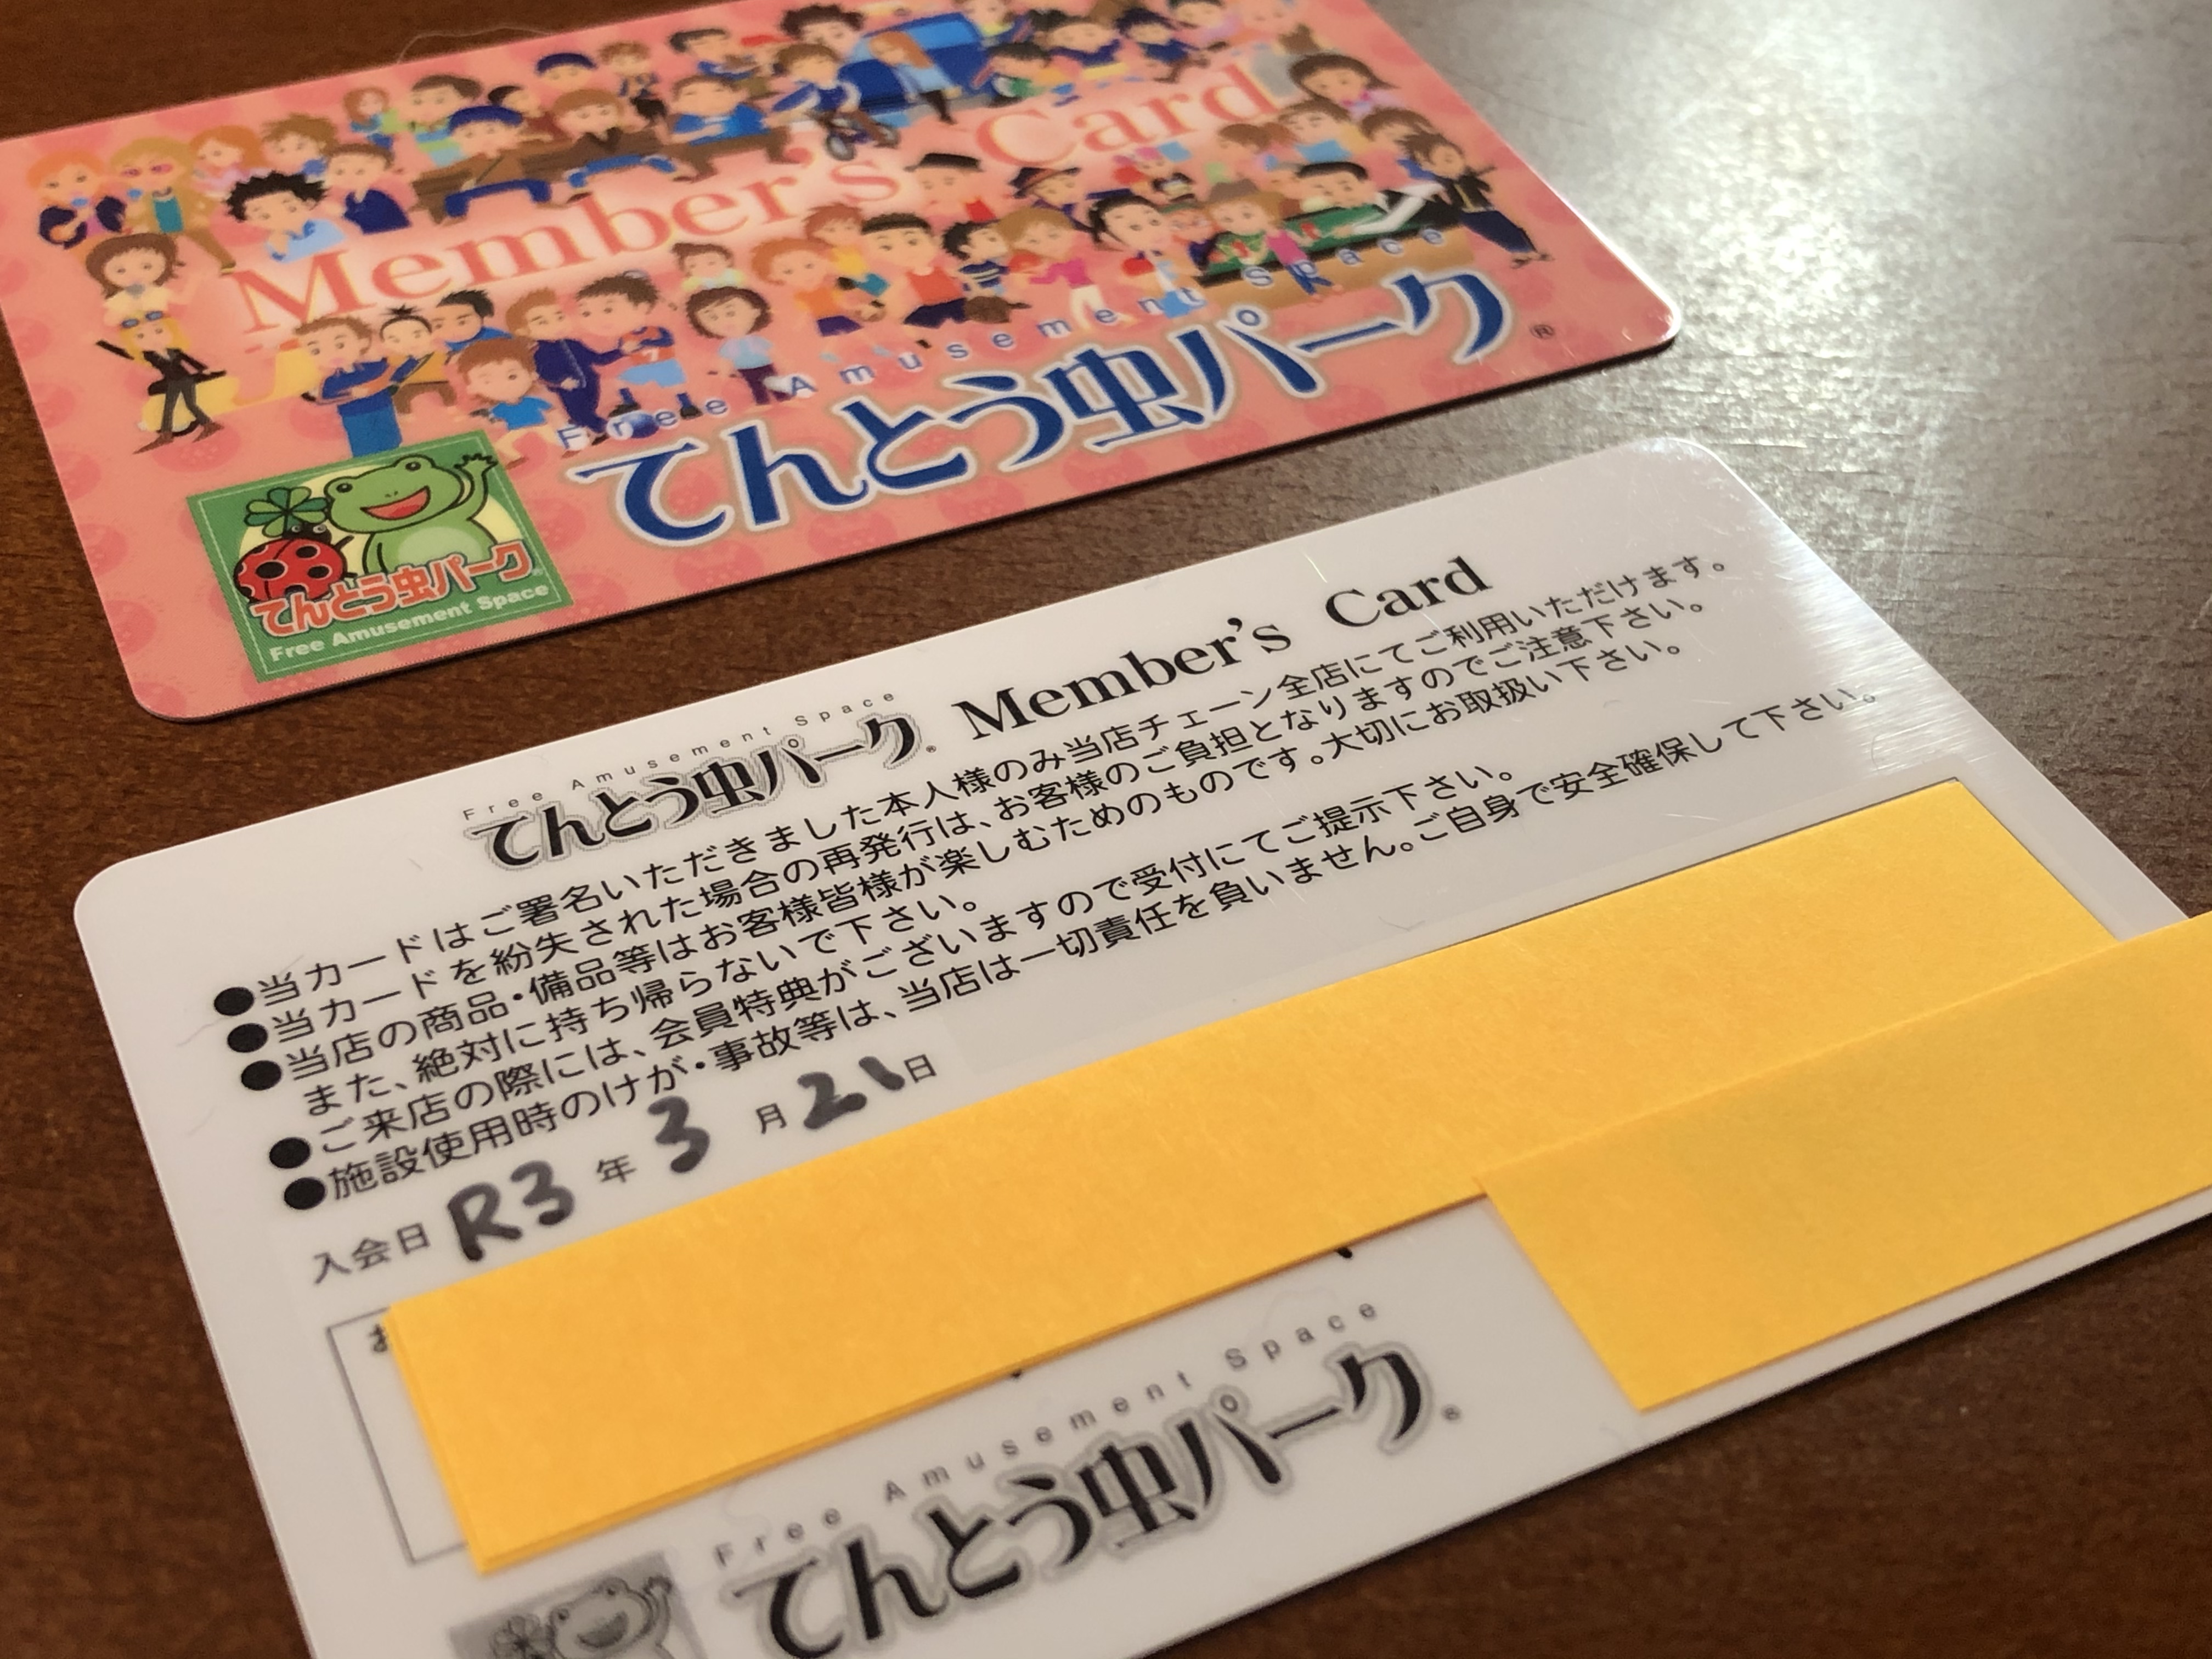 Member's Card
Free Amusement Space
てんとう虫パーク®
てんとう虫パーク®
Free Amusement Space
Free Amusement Space
てんとう虫パーク® Member's Card
●当カードはご署名いただきました本人様のみ当店チェーン全店にてご利用いただけます。
●当カードを紛失された場合の再発行は、お客様のご負担となりますのでご注意下さい。
●当店の商品・備品等はお客様皆様が楽しむためのものです。大切にお取扱い下さい。
また、絶対に持ち帰らないで下さい。
●ご来店の際には、会員特典がございますので受付にてご提示下さい。
●施設使用時のけが・事故等は、当店は一切責任を負いません。ご自身で安全確保して下さい。
入会日 R3 年 3 月 21 日
Free Amusement Space
てんとう虫パーク®